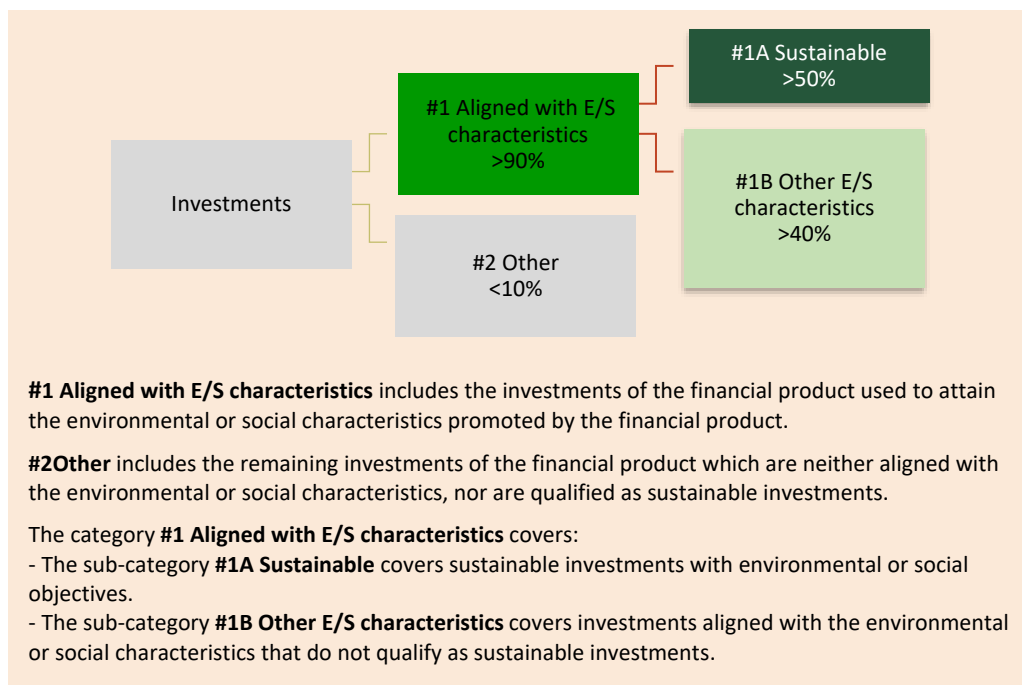 #1A Sustainable
>50%
#1 Aligned with E/S
characteristics
>90%
#1B Other E/S
characteristics
>40%
Investments
#2 Other
<10%
#1 Aligned with E/S characteristics includes the investments of the financial product used to attain
the environmental or social characteristics promoted by the financial product.
#2Other includes the remaining investments of the financial product which are neither aligned with
the environmental or social characteristics, nor are qualified as sustainable investments.
The category #1 Aligned with E/S characteristics covers:
- The sub-category #1A Sustainable covers sustainable investments with environmental or social
objectives.
- The sub-category #1B Other E/S characteristics covers investments aligned with the environmental
or social characteristics that do not qualify as sustainable investments.